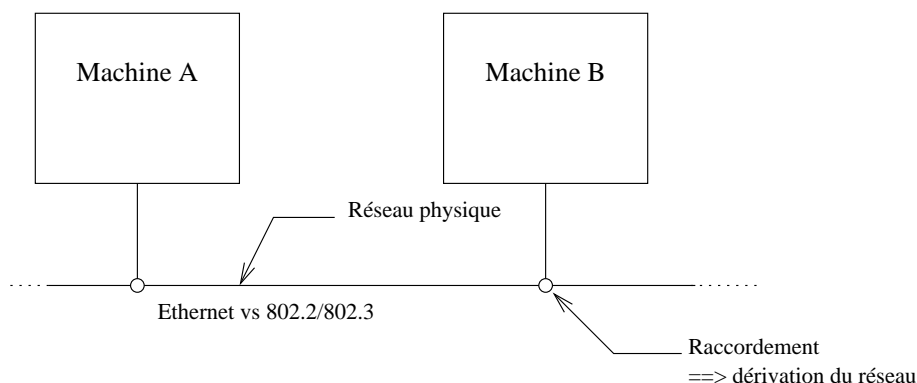 Machine A
Machine B
Réseau physique
Ethernet vs 802.2/802.3
Raccordement
==> dérivation du réseau